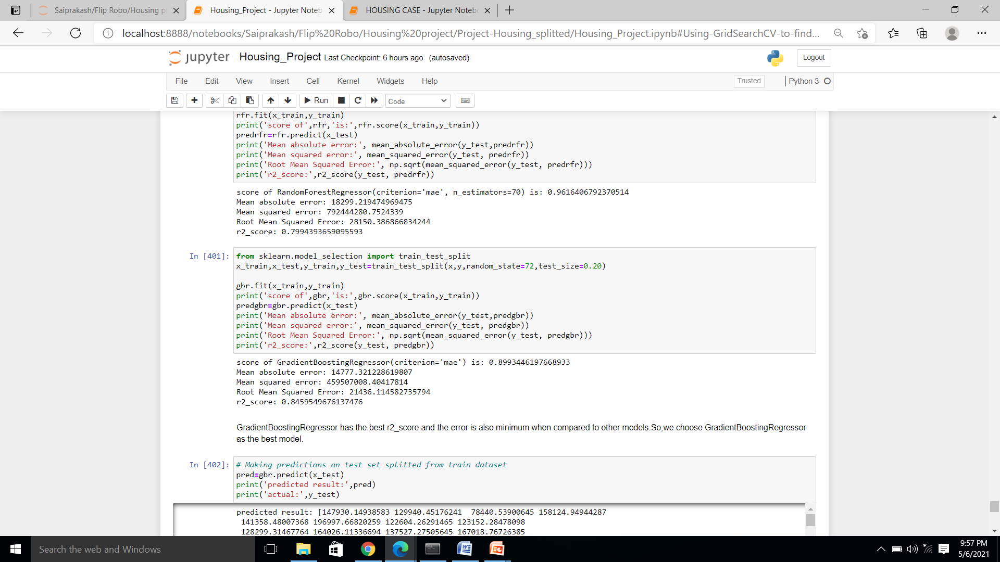 Saiprakash/Flip Robo/Housing p
Housing_Project - Jupyter Noteb
HOUSING CASE - Jupyter Noteb
localhost:8888/notebooks/Saiprakash/Flip%20Robo/Housing%20project/Project-Housing_splitted/Housing_Project.ipynb#Using-GridSearchCV-to-find...
jupyter Housing_Project Last Checkpoint: 6 hours ago (autosaved)
Logout
File Edit View Insert Cell Kernel Widgets Help
Trusted
Python 3
Run
Code
rfr.fit(x_train,y_train)
print('score of',rfr,'is:',rfr.score(x_train,y_train))
predrfr=rfr.predict(x_test)
print('Mean absolute error:', mean_absolute_error(y_test,predrfr))
print('Mean squared error:', mean_squared_error(y_test, predrfr))
print('Root Mean Squared Error:', np.sqrt(mean_squared_error(y_test, predrfr)))
print('r2_score:',r2_score(y_test, predrfr))
score of RandomForestRegressor(criterion='mae', n_estimators=70) is: 0.9616406792370514
Mean absolute error: 18299.219474969475
Mean squared error: 792444280.7524339
Root Mean Squared Error: 28150.386866834244
r2_score: 0.7994393659095593
In [401]:
from sklearn.model_selection import train_test_split
x_train,x_test,y_train,y_test=train_test_split(x,y,random_state=72,test_size=0.20)
gbr.fit(x_train,y_train)
print('score of',gbr,'is:',gbr.score(x_train,y_train))
predgbr=gbr.predict(x_test)
print('Mean absolute error:', mean_absolute_error(y_test,predgbr))
print('Mean squared error:', mean_squared_error(y_test, predgbr))
print('Root Mean Squared Error:', np.sqrt(mean_squared_error(y_test, predgbr)))
print('r2_score:',r2_score(y_test, predgbr))
score of GradientBoostingRegressor(criterion='mae') is: 0.8993446197668933
Mean absolute error: 14777.321228619807
Mean squared error: 459507008.40417814
Root Mean Squared Error: 21436.114582735794
r2_score: 0.8459549676137476
GradientBoostingRegressor has the best r2_score and the error is also minimum when compared to other models.So,we choose GradientBoostingRegressor
as the best model.
In [402]:
# Making predictions on test set splitted from train dataset
pred=gbr.predict(x_test)
print('predicted result:',pred)
print('actual:',y_test)
predicted result: [147930.14938583 129940.45176241  78440.53900645 158124.94944287
141358.48007368 196997.66820259 122604.26291465 123152.28478098
128299.31467764 164026.11336694 137527.27505645 167018.76726385
Search the web and Windows
9:57 PM
5/6/2021